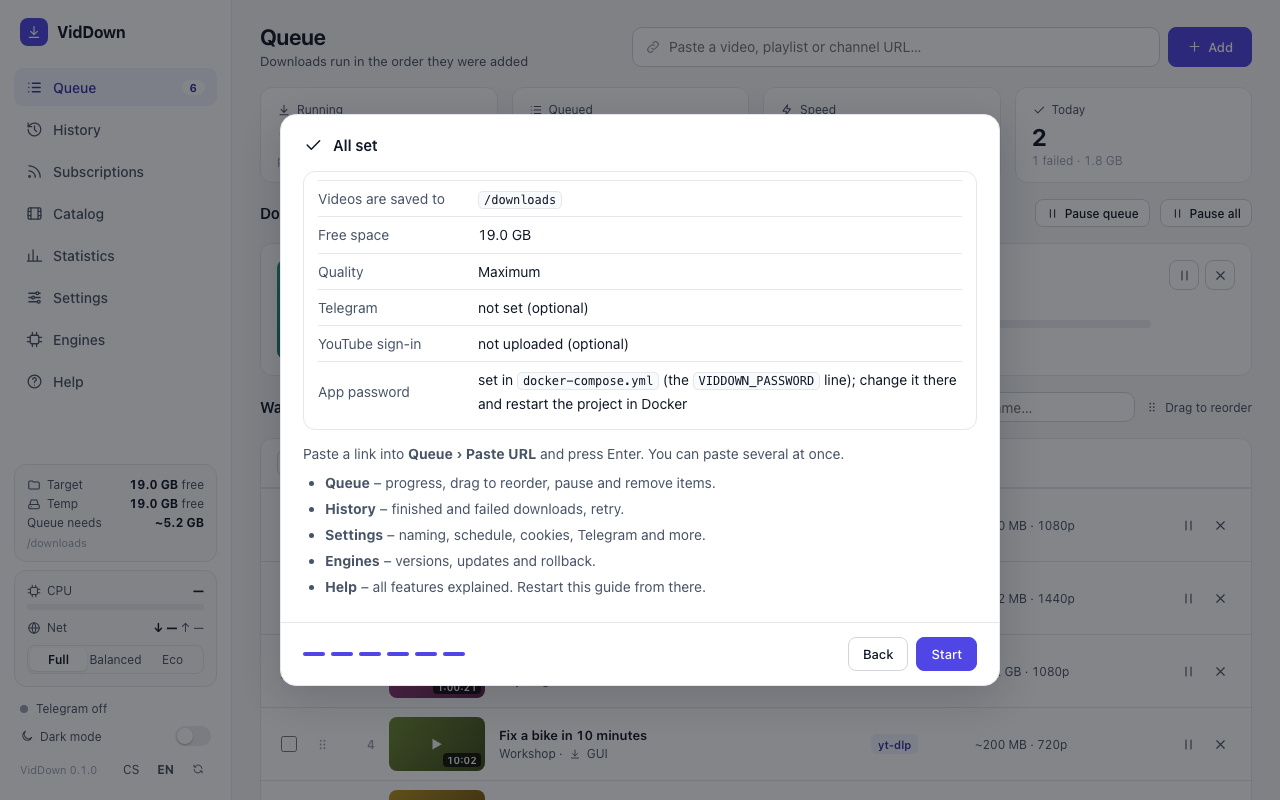 VidDown
Queue 6
History
Subscriptions
Catalog
Statistics
Settings
Engines
Help
Target 19.0 GB free
Temp 19.0 GB free
Queue needs ~5.2 GB
/downloads
CPU –
Net ↓ – ↑ –
Full Balanced Eco
Telegram off
Dark mode
VidDown 0.1.0 CS EN
Queue
Downloads run in the order they were added
Paste a video, playlist or channel URL...
+ Add
Running
Queued
Speed
Today
2
1 failed · 1.8 GB
Pause queue
Pause all
Drag to reorder
All set
Videos are saved to /downloads
Free space 19.0 GB
Quality Maximum
Telegram not set (optional)
YouTube sign-in not uploaded (optional)
App password set in docker-compose.yml (the VIDDOWN_PASSWORD line); change it there
and restart the project in Docker
Paste a link into Queue › Paste URL and press Enter. You can paste several at once.
• Queue – progress, drag to reorder, pause and remove items.
• History – finished and failed downloads, retry.
• Settings – naming, schedule, cookies, Telegram and more.
• Engines – versions, updates and rollback.
• Help – all features explained. Restart this guide from there.
Back
Start
MB · 1080p
MB · 1440p
GB · 1080p
1:00:21
4
10:02
Fix a bike in 10 minutes
Workshop · GUI
yt-dlp
~200 MB · 720p